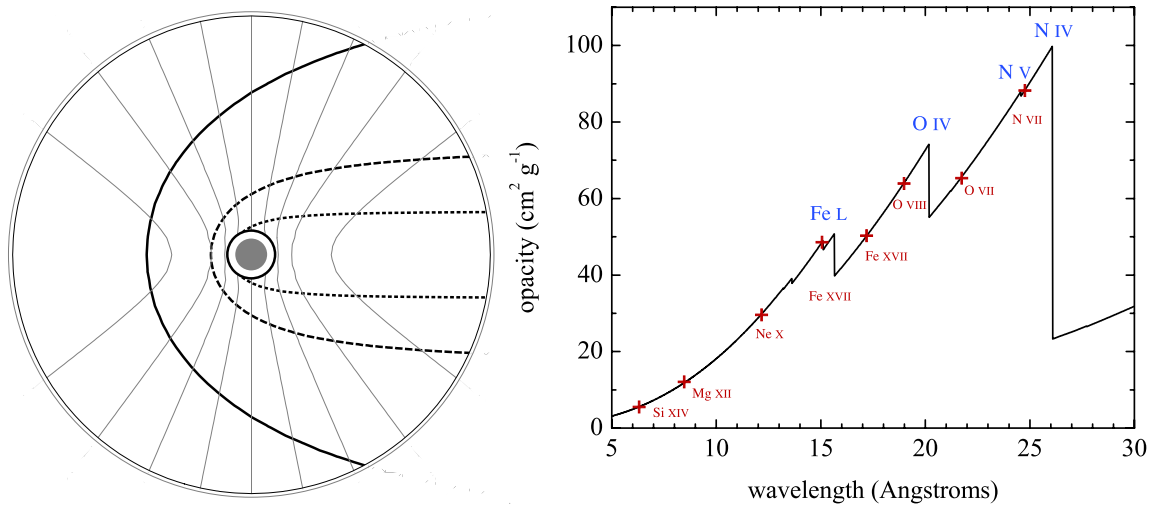 100
80
60
40
20
0
opacity (cm² g⁻¹)
N IV
N V
N VII
O IV
O VIII
O VII
Fe L
Fe XVII
Fe XVII
Ne X
Mg XII
Si XIV
5 10 15 20 25 30
wavelength (Angstroms)